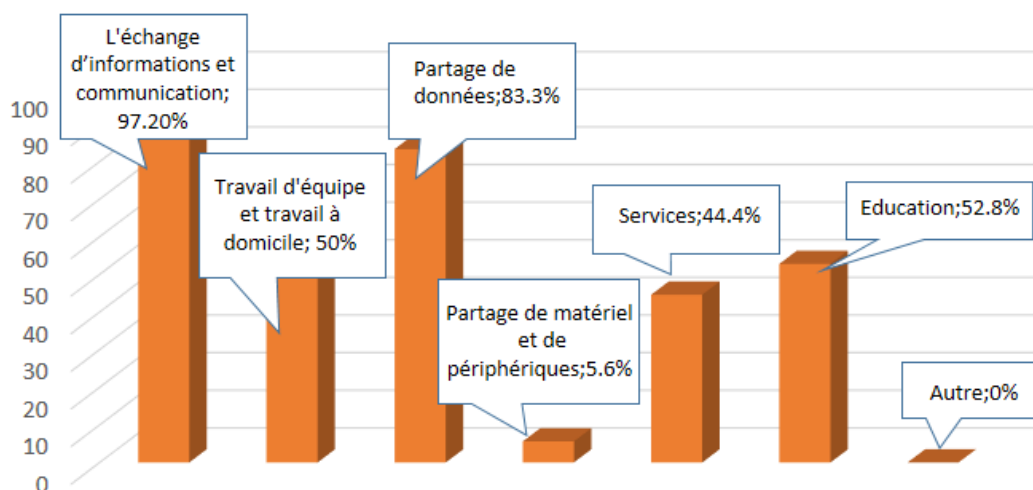 L'échange
d’informations et
communication;
97.20%
Partage de
données;83.3%
Travail d'équipe
et travail à
domicile; 50%
Services;44.4%
Education;52.8%
Partage de matériel
et de
périphériques;5.6%
Autre;0%
100
90
80
70
60
50
40
30
20
10
0